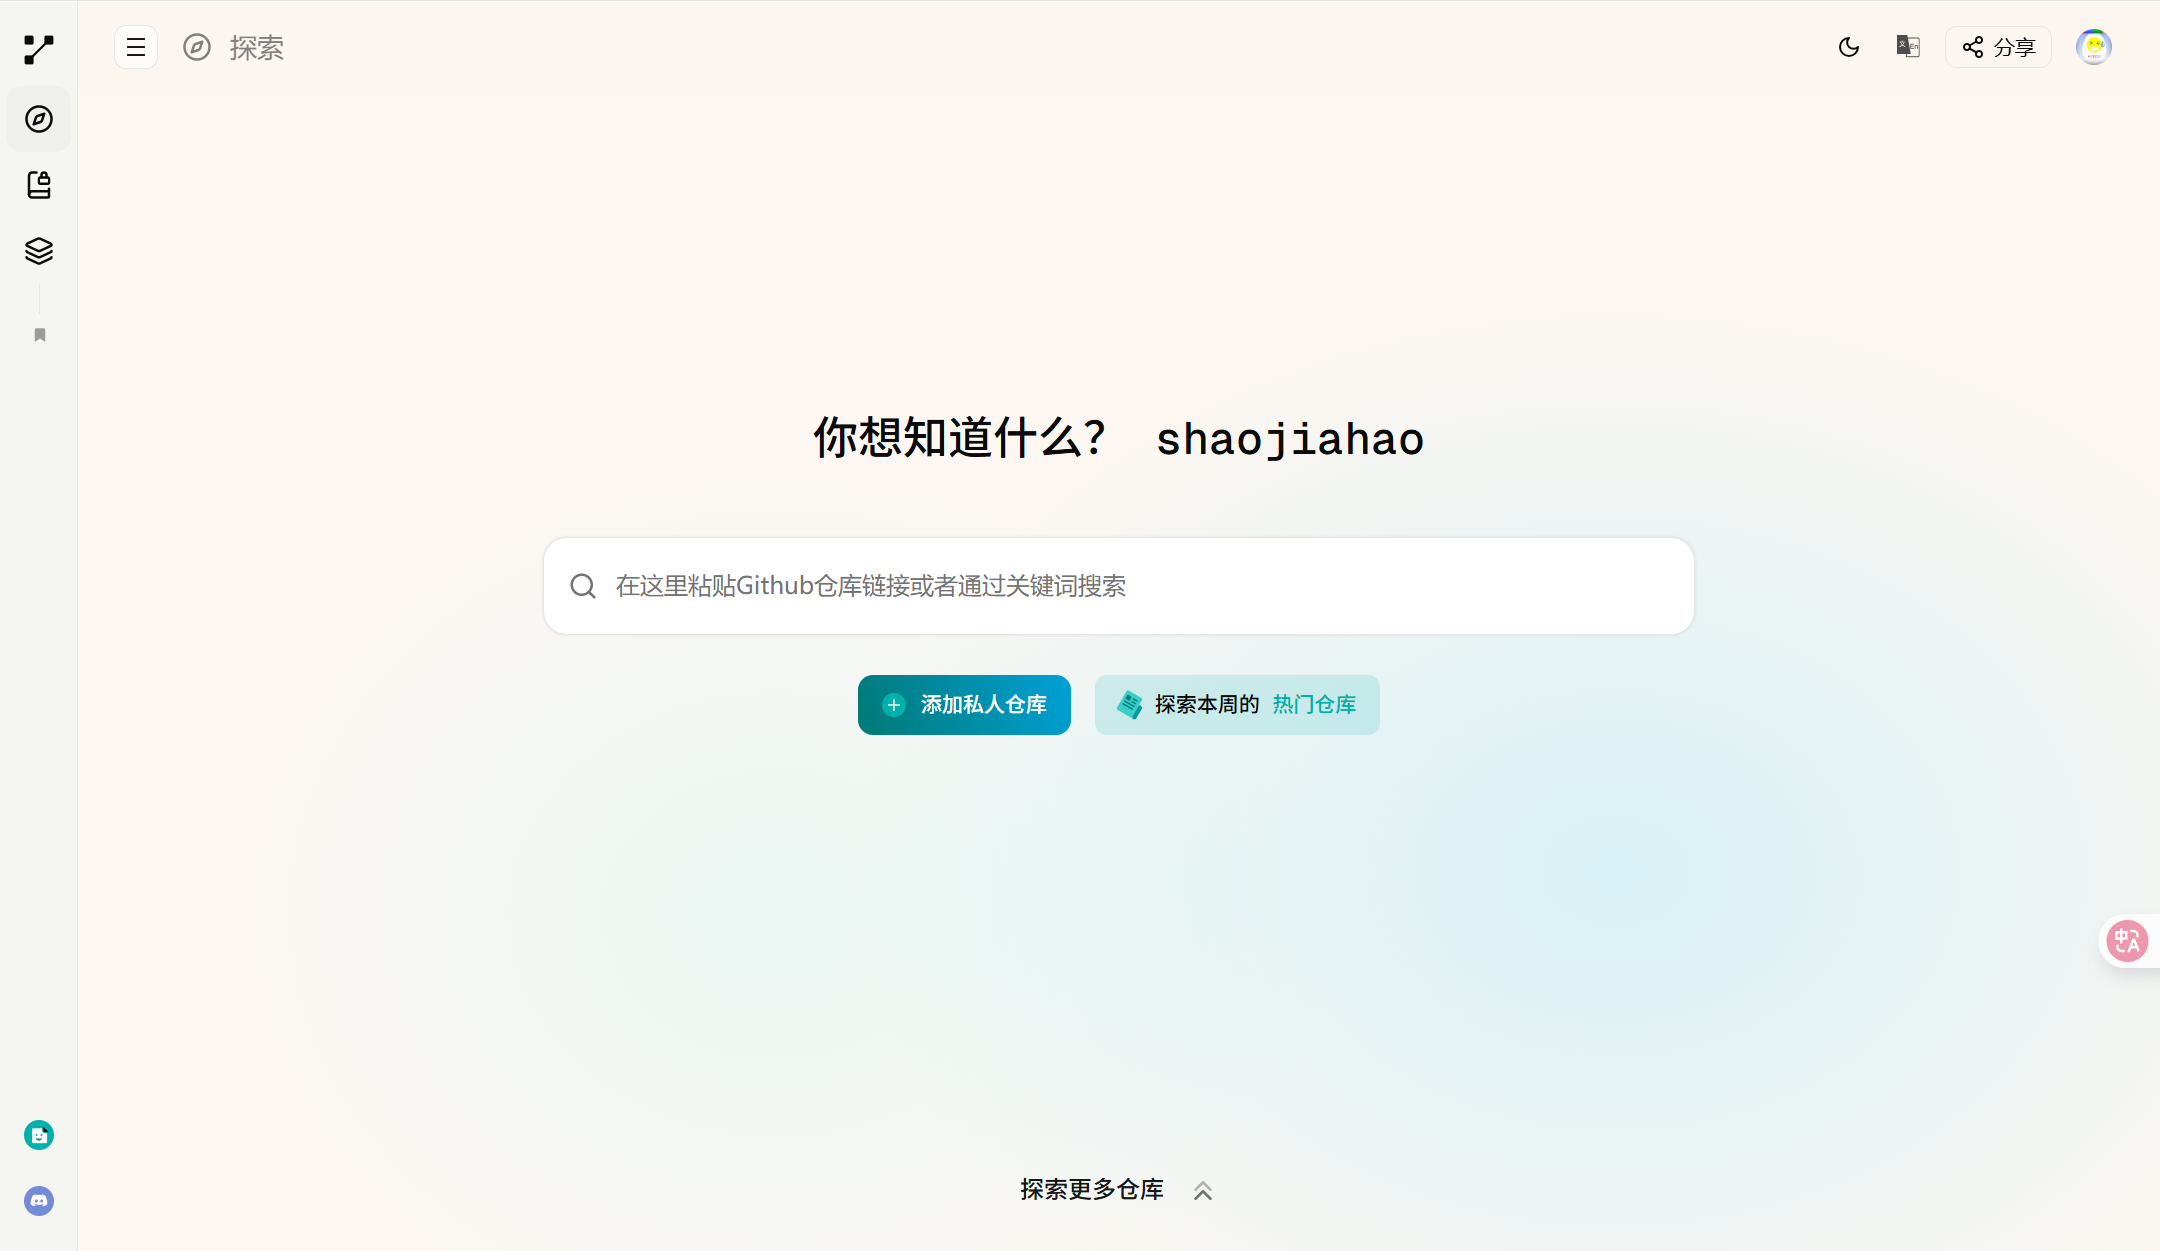 探索
分享
你想知道什么？ shaojiahao
在这里粘贴Github仓库链接或者通过关键词搜索
添加私人仓库
探索本周的 热门仓库
中A
探索更多仓库